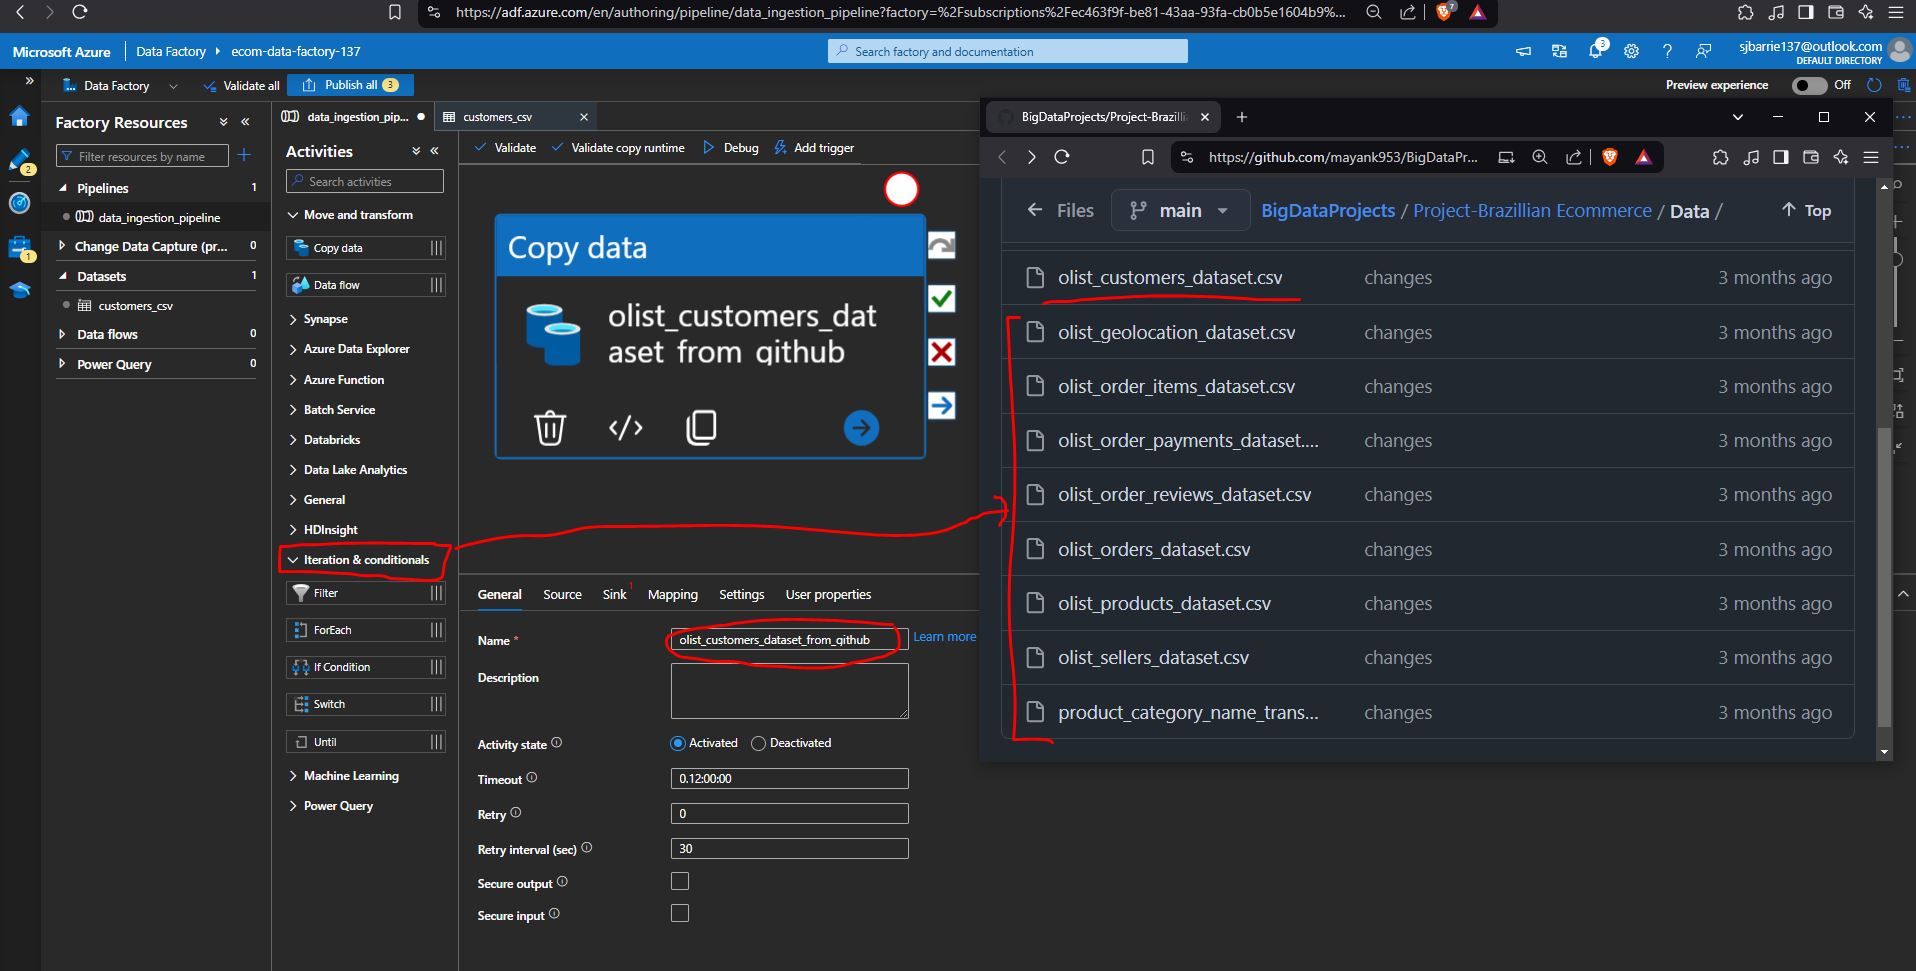 https://adf.azure.com/en/authoring/pipeline/data_ingestion_pipeline?factory=%2Fsubscriptions%2Fec463f9f-be81-43aa-93fa-cb0b5e1604b9%...
7
Microsoft Azure
Data Factory
ecom-data-factory-137
Search factory and documentation
3
sjbarrie137@outlook.com
DEFAULT DIRECTORY
Data Factory
Validate all
Publish all
3
Preview experience
Off
2
1
Factory Resources
Filter resources by name
Pipelines
1
data_ingestion_pipeline
Change Data Capture (pr...
0
Datasets
1
customers_csv
Data flows
0
Power Query
0
data_ingestion_pip...
customers_csv
Activities
Search activities
Move and transform
Copy data
Data flow
Synapse
Azure Data Explorer
Azure Function
Batch Service
Databricks
Data Lake Analytics
General
HDInsight
Iteration & conditionals
Filter
ForEach
If Condition
Switch
Until
Machine Learning
Power Query
Validate
Validate copy runtime
Debug
Add trigger
Copy data
olist_customers_dat
aset_from_github
General
Source
Sink
1
Mapping
Settings
User properties
Name *
olist_customers_dataset_from_github
Learn more
Description
Activity state
Activated
Deactivated
Timeout
0.12:00:00
Retry
0
Retry interval (sec)
30
Secure output
Secure input
BigDataProjects/Project-Brazilli
https://github.com/mayank953/BigDataPr...
Files
main
BigDataProjects / Project-Brazillian Ecommerce / Data /
Top
olist_customers_dataset.csv
changes
3 months ago
olist_geolocation_dataset.csv
changes
3 months ago
olist_order_items_dataset.csv
changes
3 months ago
olist_order_payments_dataset....
changes
3 months ago
olist_order_reviews_dataset.csv
changes
3 months ago
olist_orders_dataset.csv
changes
3 months ago
olist_products_dataset.csv
changes
3 months ago
olist_sellers_dataset.csv
changes
3 months ago
product_category_name_trans...
changes
3 months ago